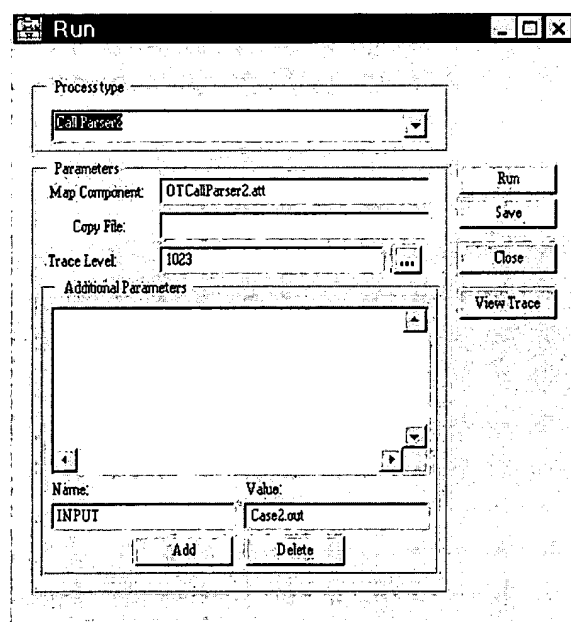 Run
Process type
Call Parser2
Parameters
Map Component: OTCallParser2.att
Copy File:
Trace Level: 1023 ...
Additional Parameters
Name: Value:
INPUT Case2.out
Add Delete
Run
Save
Close
View Trace